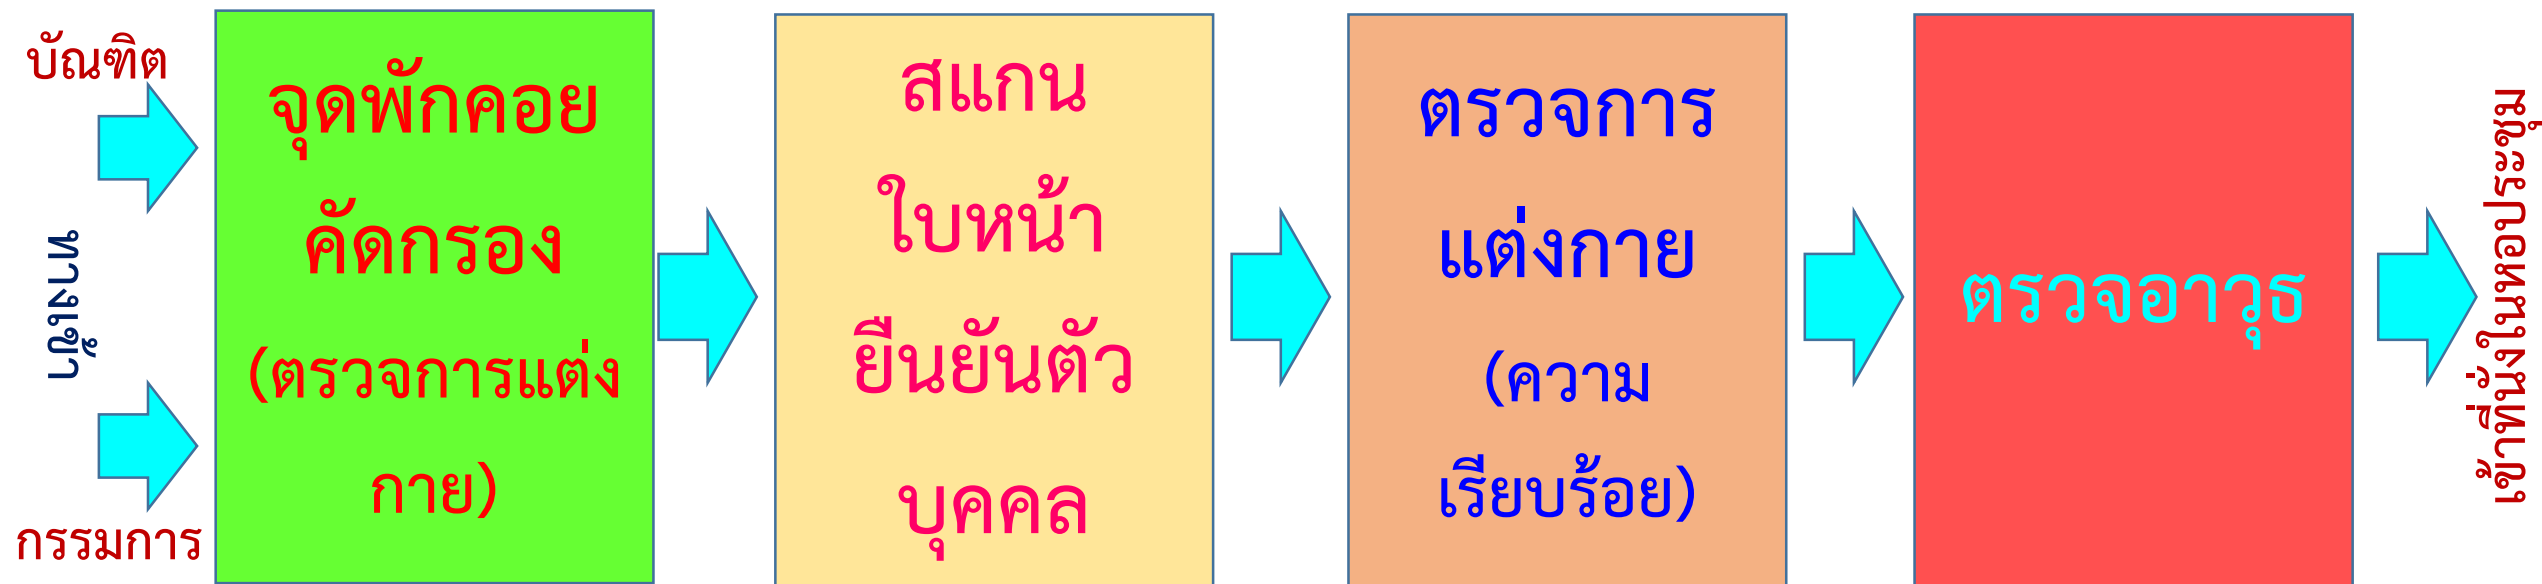 บัณฑิต
ทางเข้า
กรรมการ
จุดพักคอย
คัดกรอง
(ตรวจการแต่ง
กาย)
สแกน
ใบหน้า
ยืนยันตัว
บุคคล
ตรวจการ
แต่งกาย
(ความ
เรียบร้อย)
ตรวจอาวุธ
เข้าที่นั่งในหอประชุม